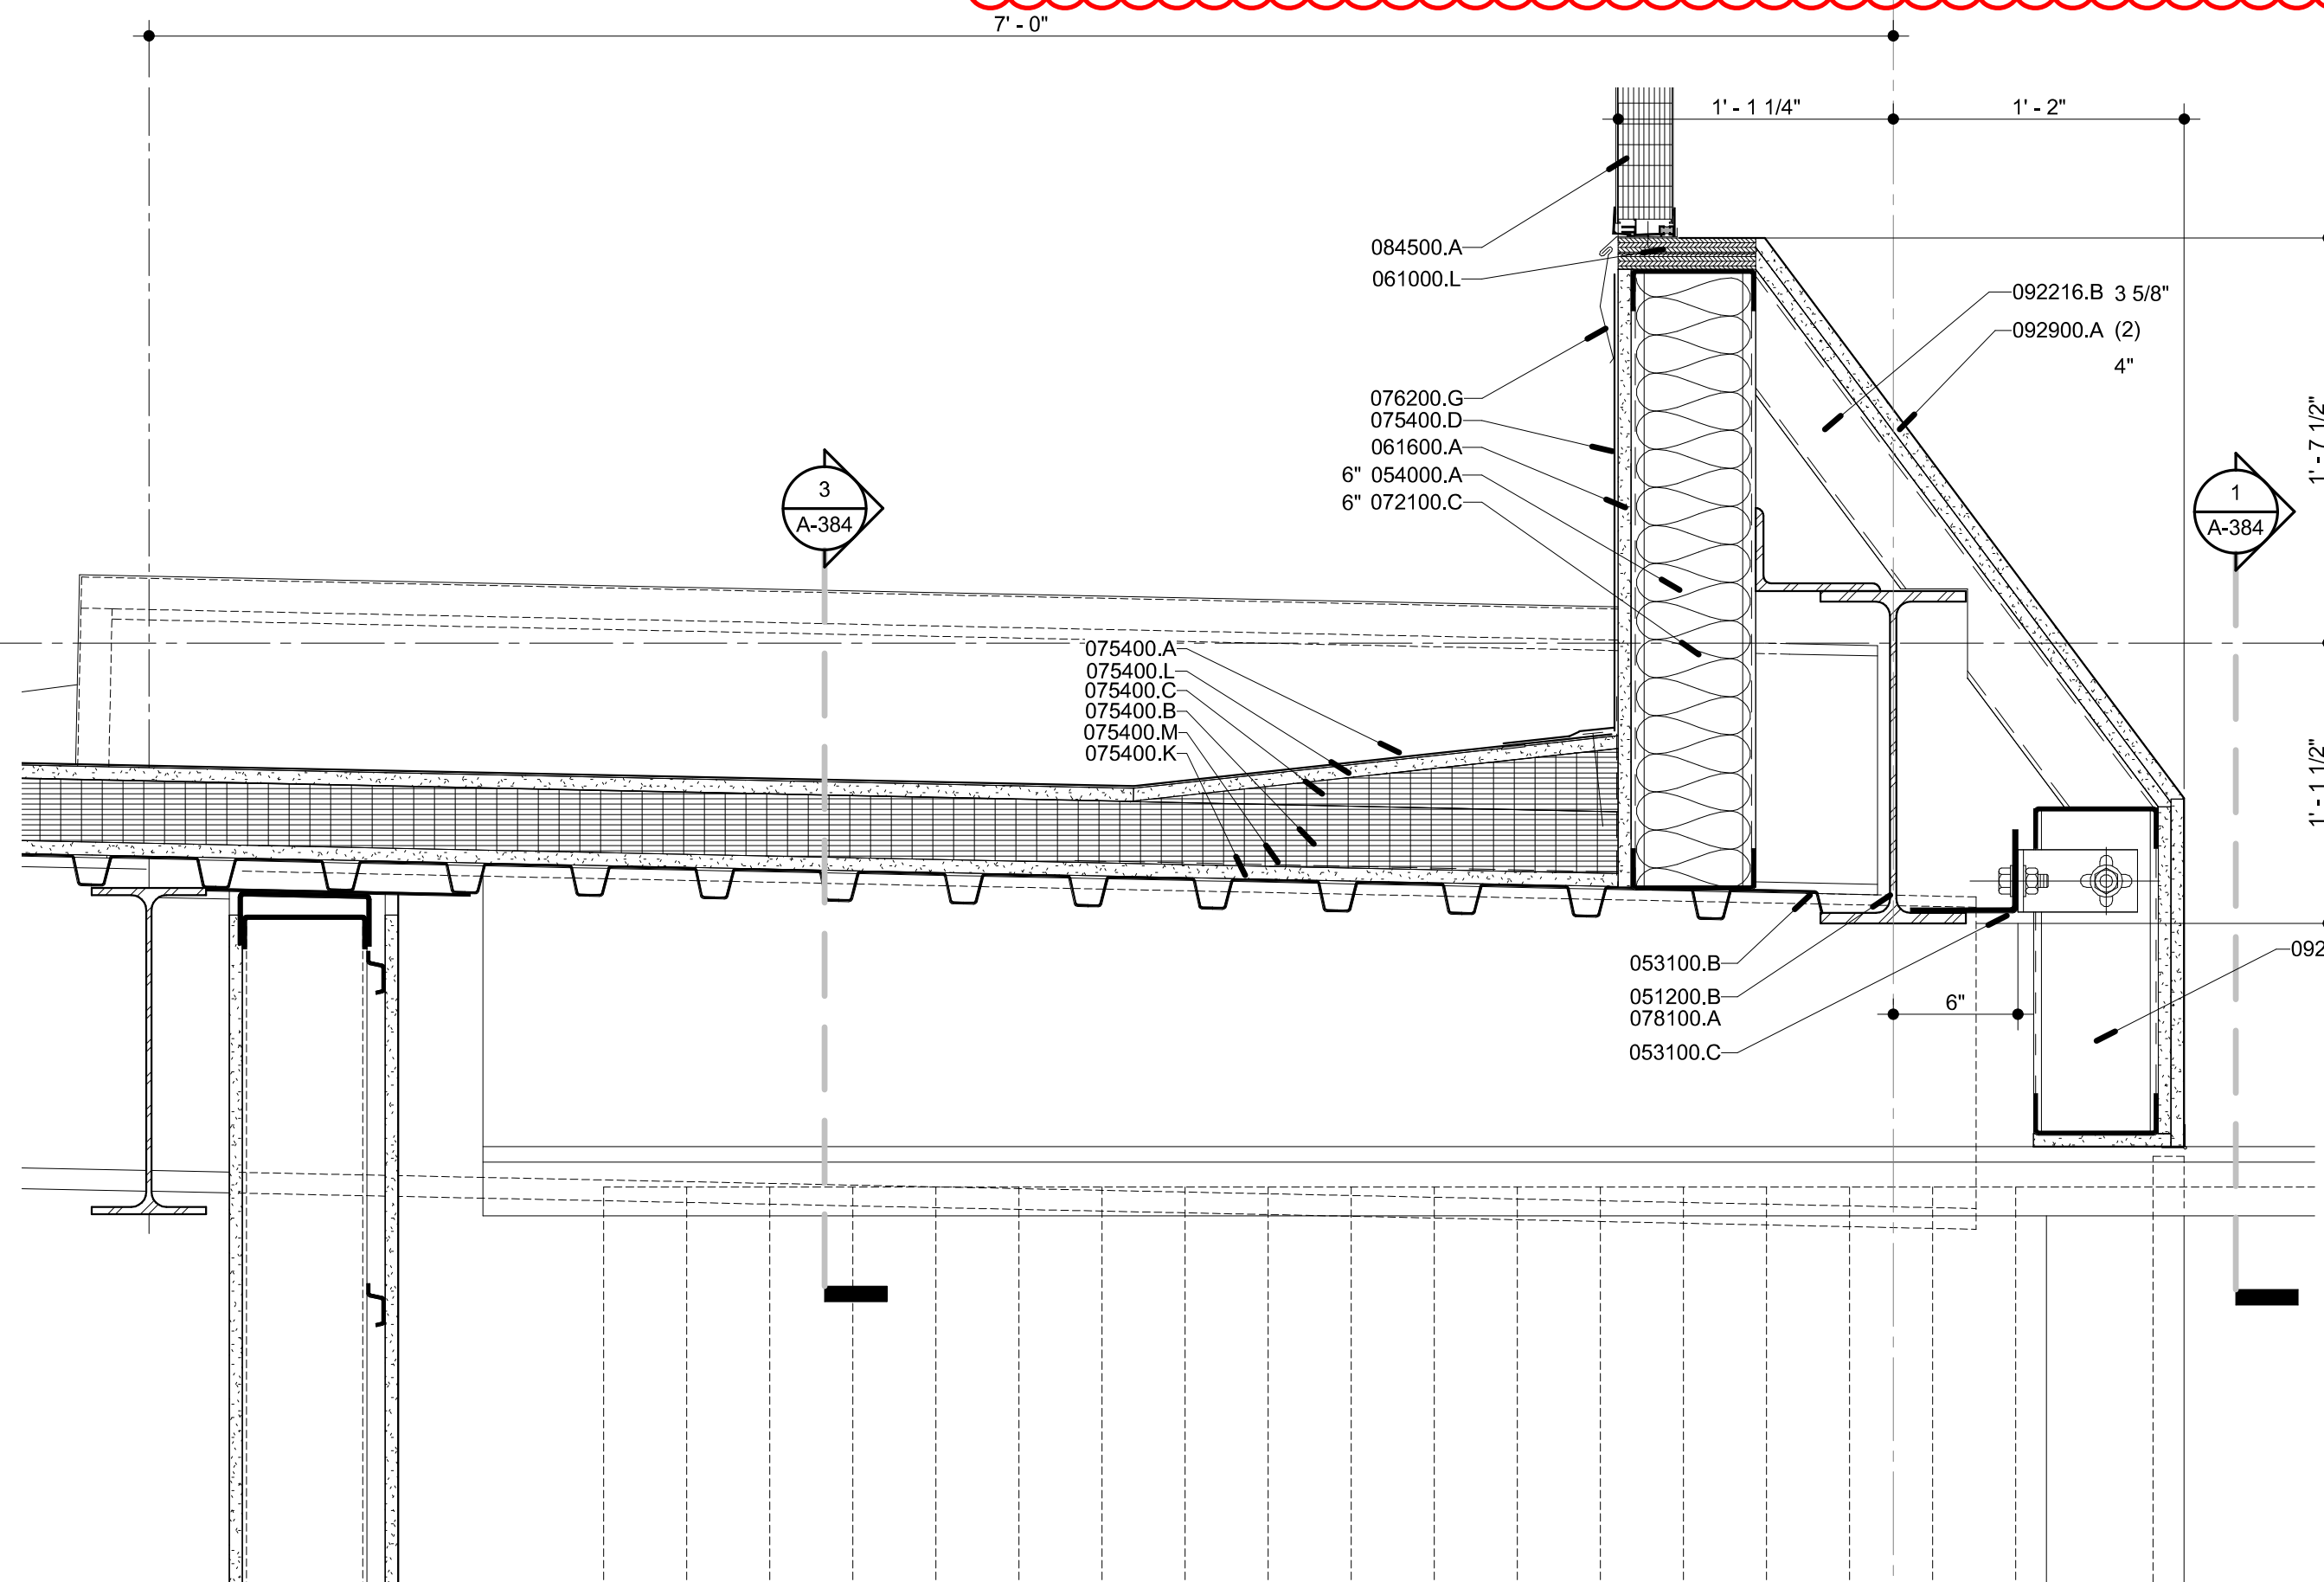 7' - 0"
1' - 1 1/4"
1' - 2"
084500.A
061000.L
092216.B 3 5/8"
092900.A (2)
4"
076200.G
075400.D
061600.A
6" 054000.A
6" 072100.C
1' - 7 1/2"
3
A-384
1
A-384
075400.A
075400.L
075400.C
075400.B
075400.M
075400.K
1' - 1 1/2"
053100.B
051200.B
078100.A
053100.C
6"
092